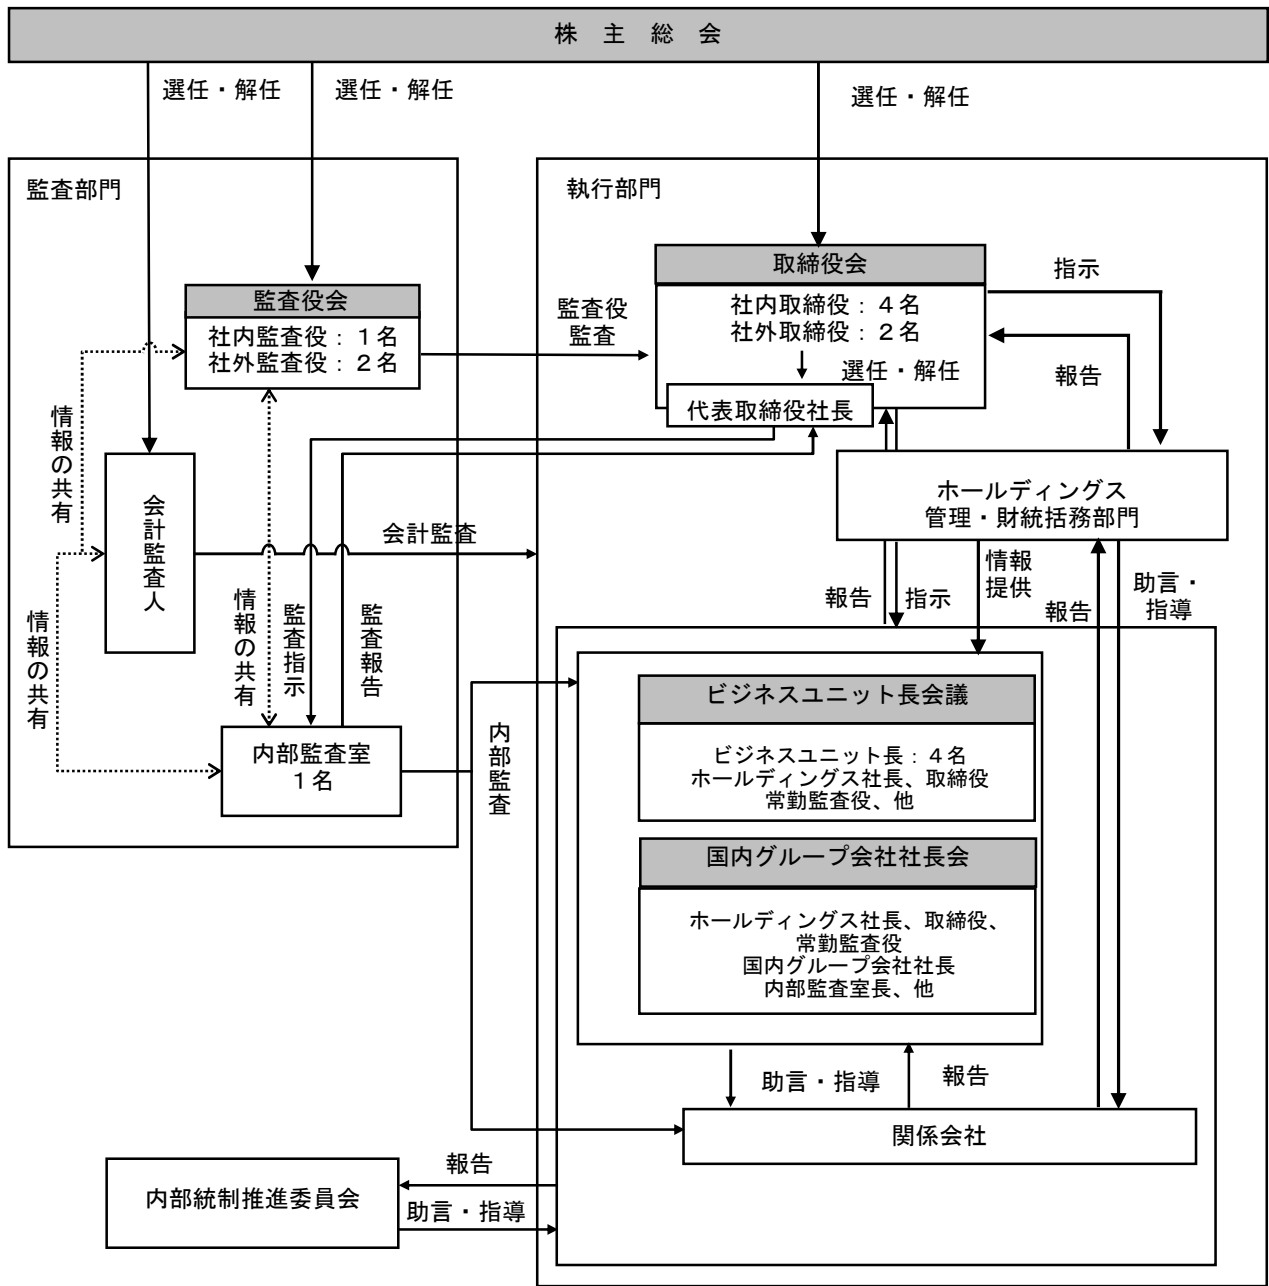 株 主 総 会
選任・解任
選任・解任
選任・解任
監査部門
執行部門
監査役会
社内監査役：１名
社外監査役：２名
監査役
監査
取締役会
社内取締役：４名
社外取締役：２名
選任・解任
代表取締役社長
指示
報告
情報の共有
会計監査人
会計監査
ホールディングス
管理・財統括務部門
情報の共有
情報の共有
監査指示
監査報告
報告
指示
情報
提供
報告
助言・
指導
内部監査室
１名
内部監査
ビジネスユニット長会議
ビジネスユニット長：４名
ホールディングス社長、取締役
常勤監査役、他
国内グループ会社社長会
ホールディングス社長、取締役、
常勤監査役
国内グループ会社社長
内部監査室長、他
助言・指導
報告
関係会社
内部統制推進委員会
報告
助言・指導